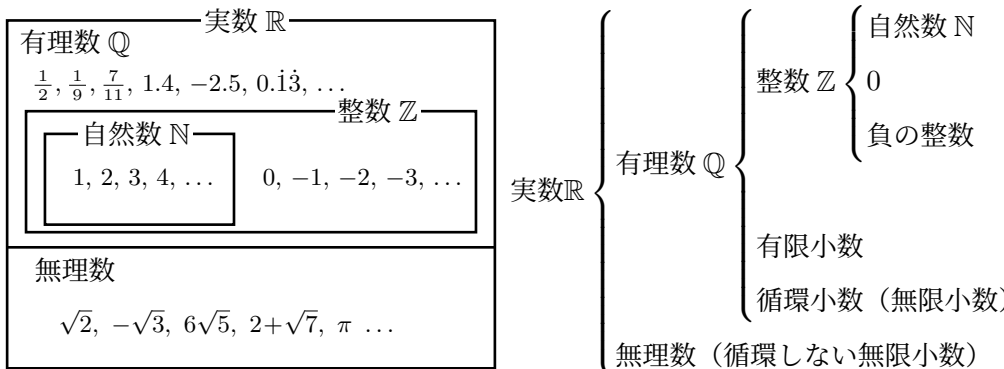 実数 ℝ
有理数 ℚ
1/2, 1/9, 7/11, 1.4, −2.5, 0.1̇3̇, …
整数 ℤ
自然数 ℕ
1, 2, 3, 4, …
0, −1, −2, −3, …
無理数
√2, −√3, 6√5, 2+√7, π …
実数ℝ
有理数 ℚ
整数 ℤ
自然数 ℕ
0
負の整数
有限小数
循環小数（無限小数）
無理数（循環しない無限小数）